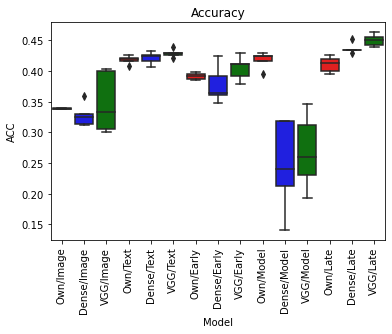 Accuracy
ACC
0.45
0.40
0.35
0.30
0.25
0.20
0.15
Own/Image
Dense/Image
VGG/Image
Own/Text
Dense/Text
VGG/Text
Own/Early
Dense/Early
VGG/Early
Own/Model
Dense/Model
VGG/Model
Own/Late
Dense/Late
VGG/Late
Model